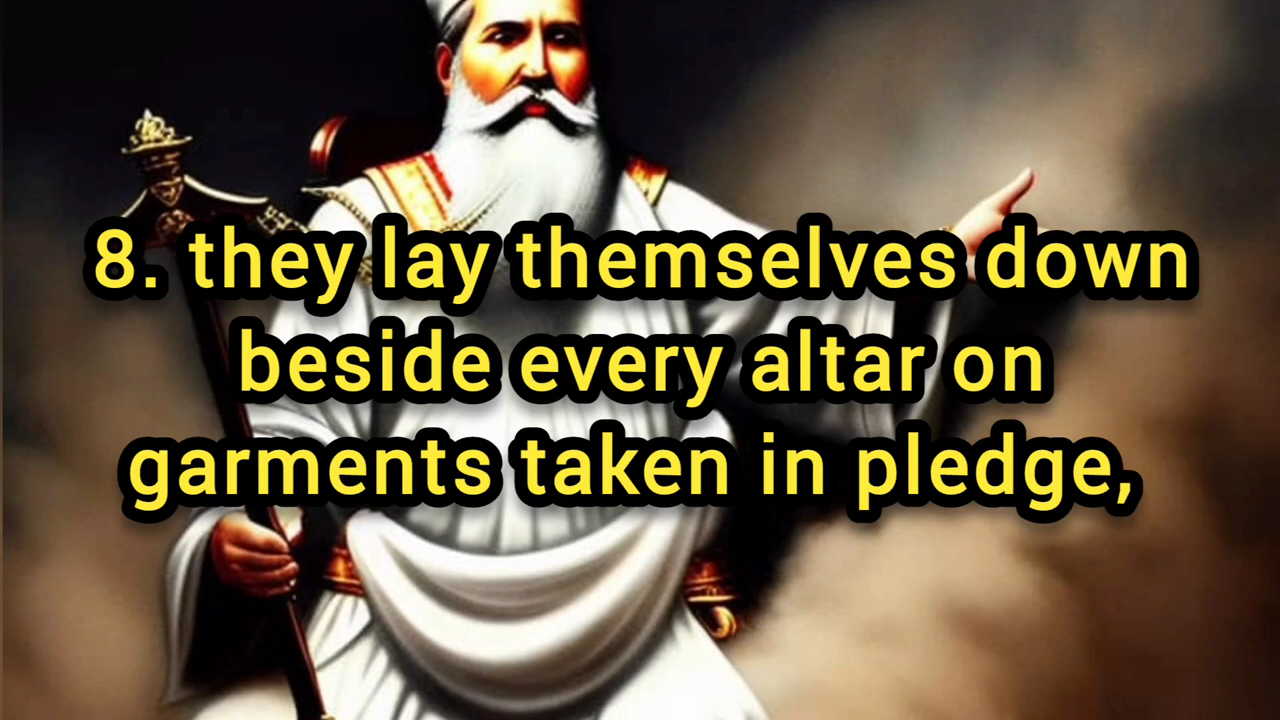 8. they lay themselves down
beside every altar on
garments taken in pledge,